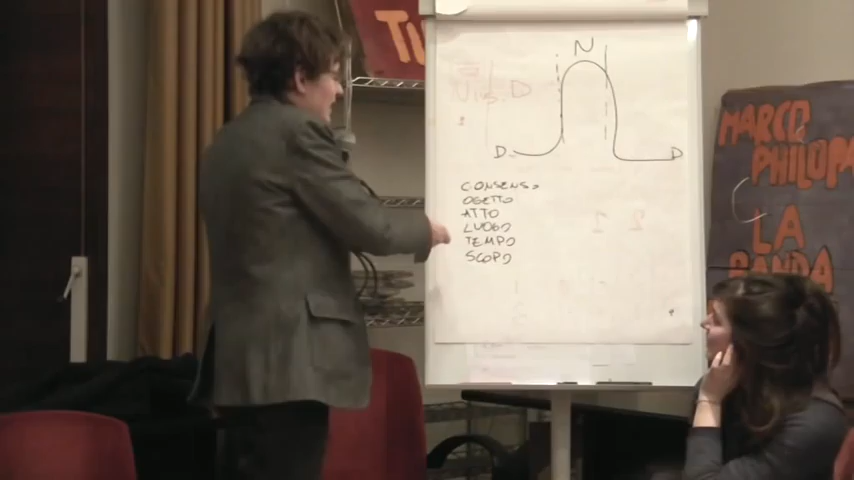 TU
N
D
D
CONSENSO
OGETTO
ATTO
LUOGO
TEMPO
SCOPO
MARCO
PHILOPA
LA
BANDA